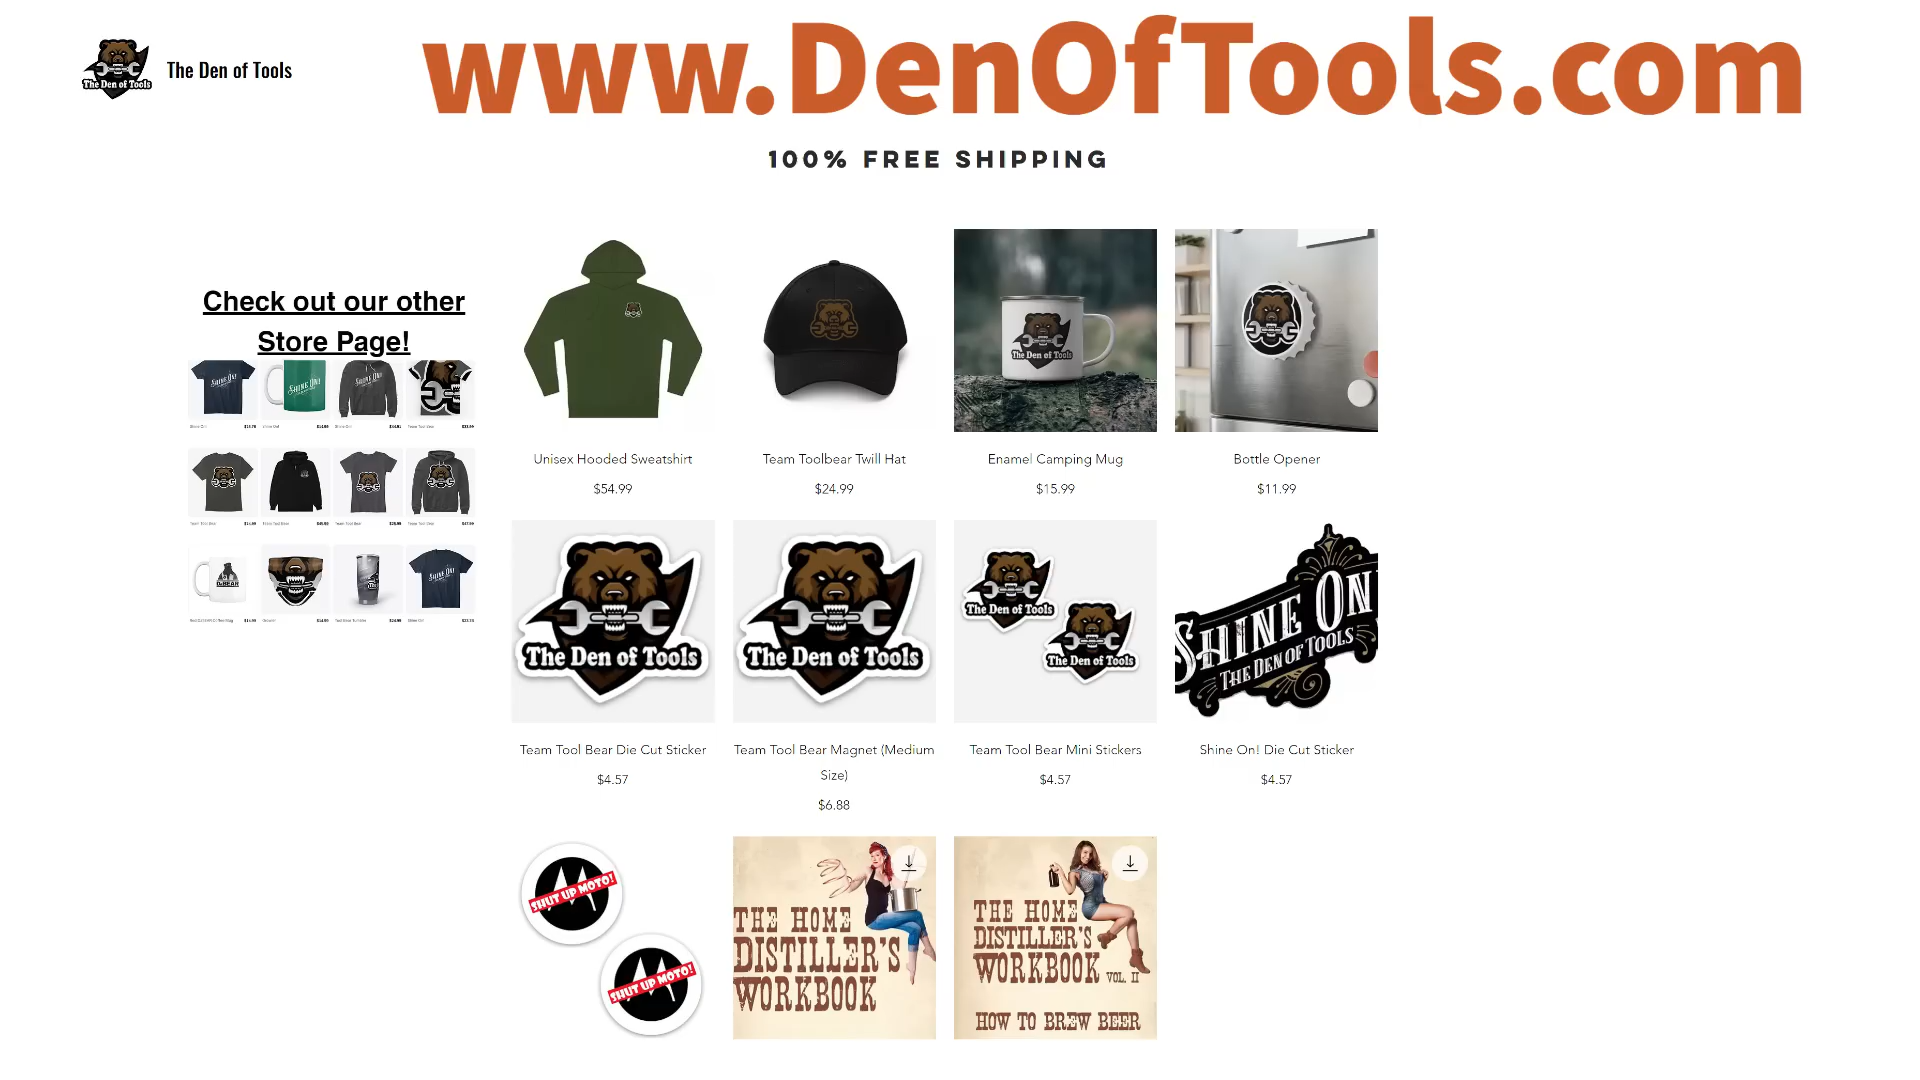 The Den of Tools
The Den of Tools
www.DenOfTools.com
100% FREE SHIPPING
Check out our other
Store Page!
The Den of Tools
Unisex Hooded Sweatshirt
$54.99
Team Toolbear Twill Hat
$24.99
Enamel Camping Mug
$15.99
Bottle Opener
$11.99
The Den of Tools
The Den of Tools
The Den of Tools
The Den of Tools
SHINE ON
THE DEN OF TOOLS
Team Tool Bear Die Cut Sticker
$4.57
Team Tool Bear Magnet (Medium
Size)
$6.88
Team Tool Bear Mini Stickers
$4.57
Shine On! Die Cut Sticker
$4.57
SHUT UP MOTO!
SHUT UP MOTO!
THE HOME
DISTILLER'S
WORKBOOK
THE HOME
DISTILLER'S
WORKBOOK VOL. II
HOW TO BREW BEER